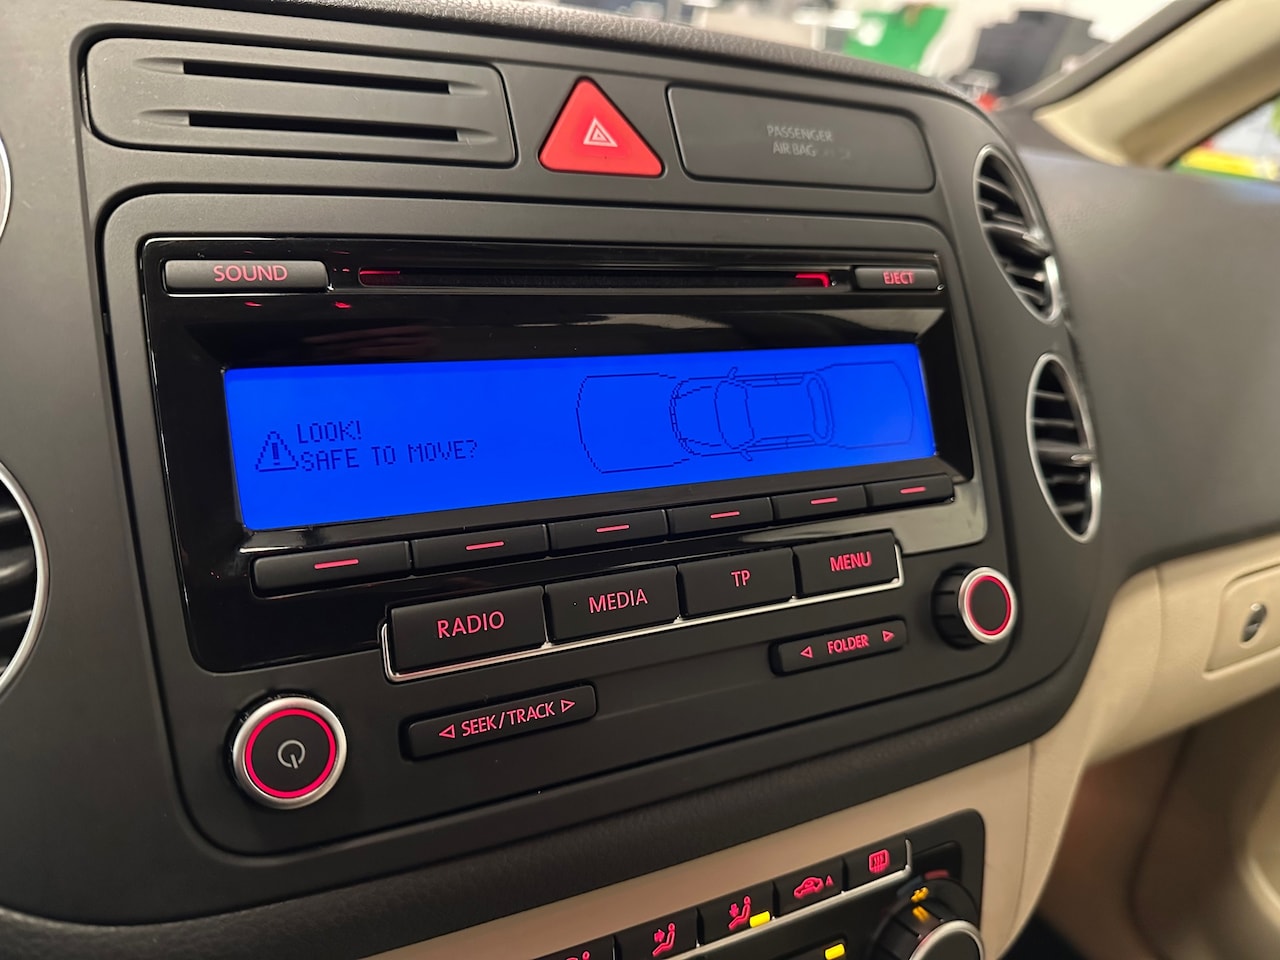 PASSENGER
AIR BAG
SOUND
EJECT
LOOK!
SAFE TO MOVE?
RADIO
MEDIA
TP
MENU
FOLDER
SEEK/TRACK
A